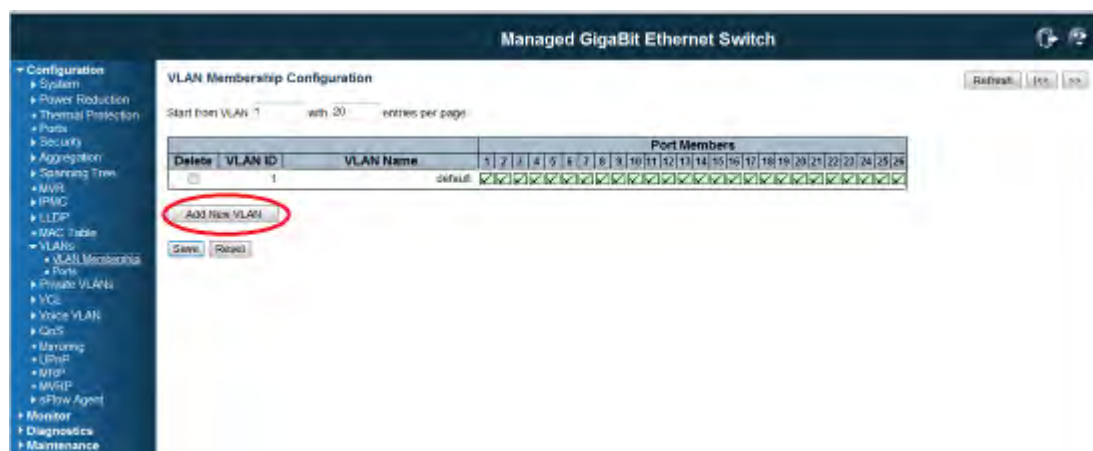 Managed GigaBit Ethernet Switch
Configuration
System
Power Reduction
Thermal Protection
Ports
Security
Aggregation
Spanning Tree
MVR
IPMC
LLDP
MAC Table
VLANs
VLAN Membership
Ports
Private VLANs
VCL
Voice VLAN
QoS
Mirroring
UPnP
MRP
MVRP
sFlow Agent
Monitor
Diagnostics
Maintenance
VLAN Membership Configuration
Refresh |<< >>
Start from VLAN 1 with 20 entries per page
Port Members
Delete VLAN ID VLAN Name 1 2 3 4 5 6 7 8 9 10 11 12 13 14 15 16 17 18 19 20 21 22 23 24 25 26
1 default
Add New VLAN
Save Reset